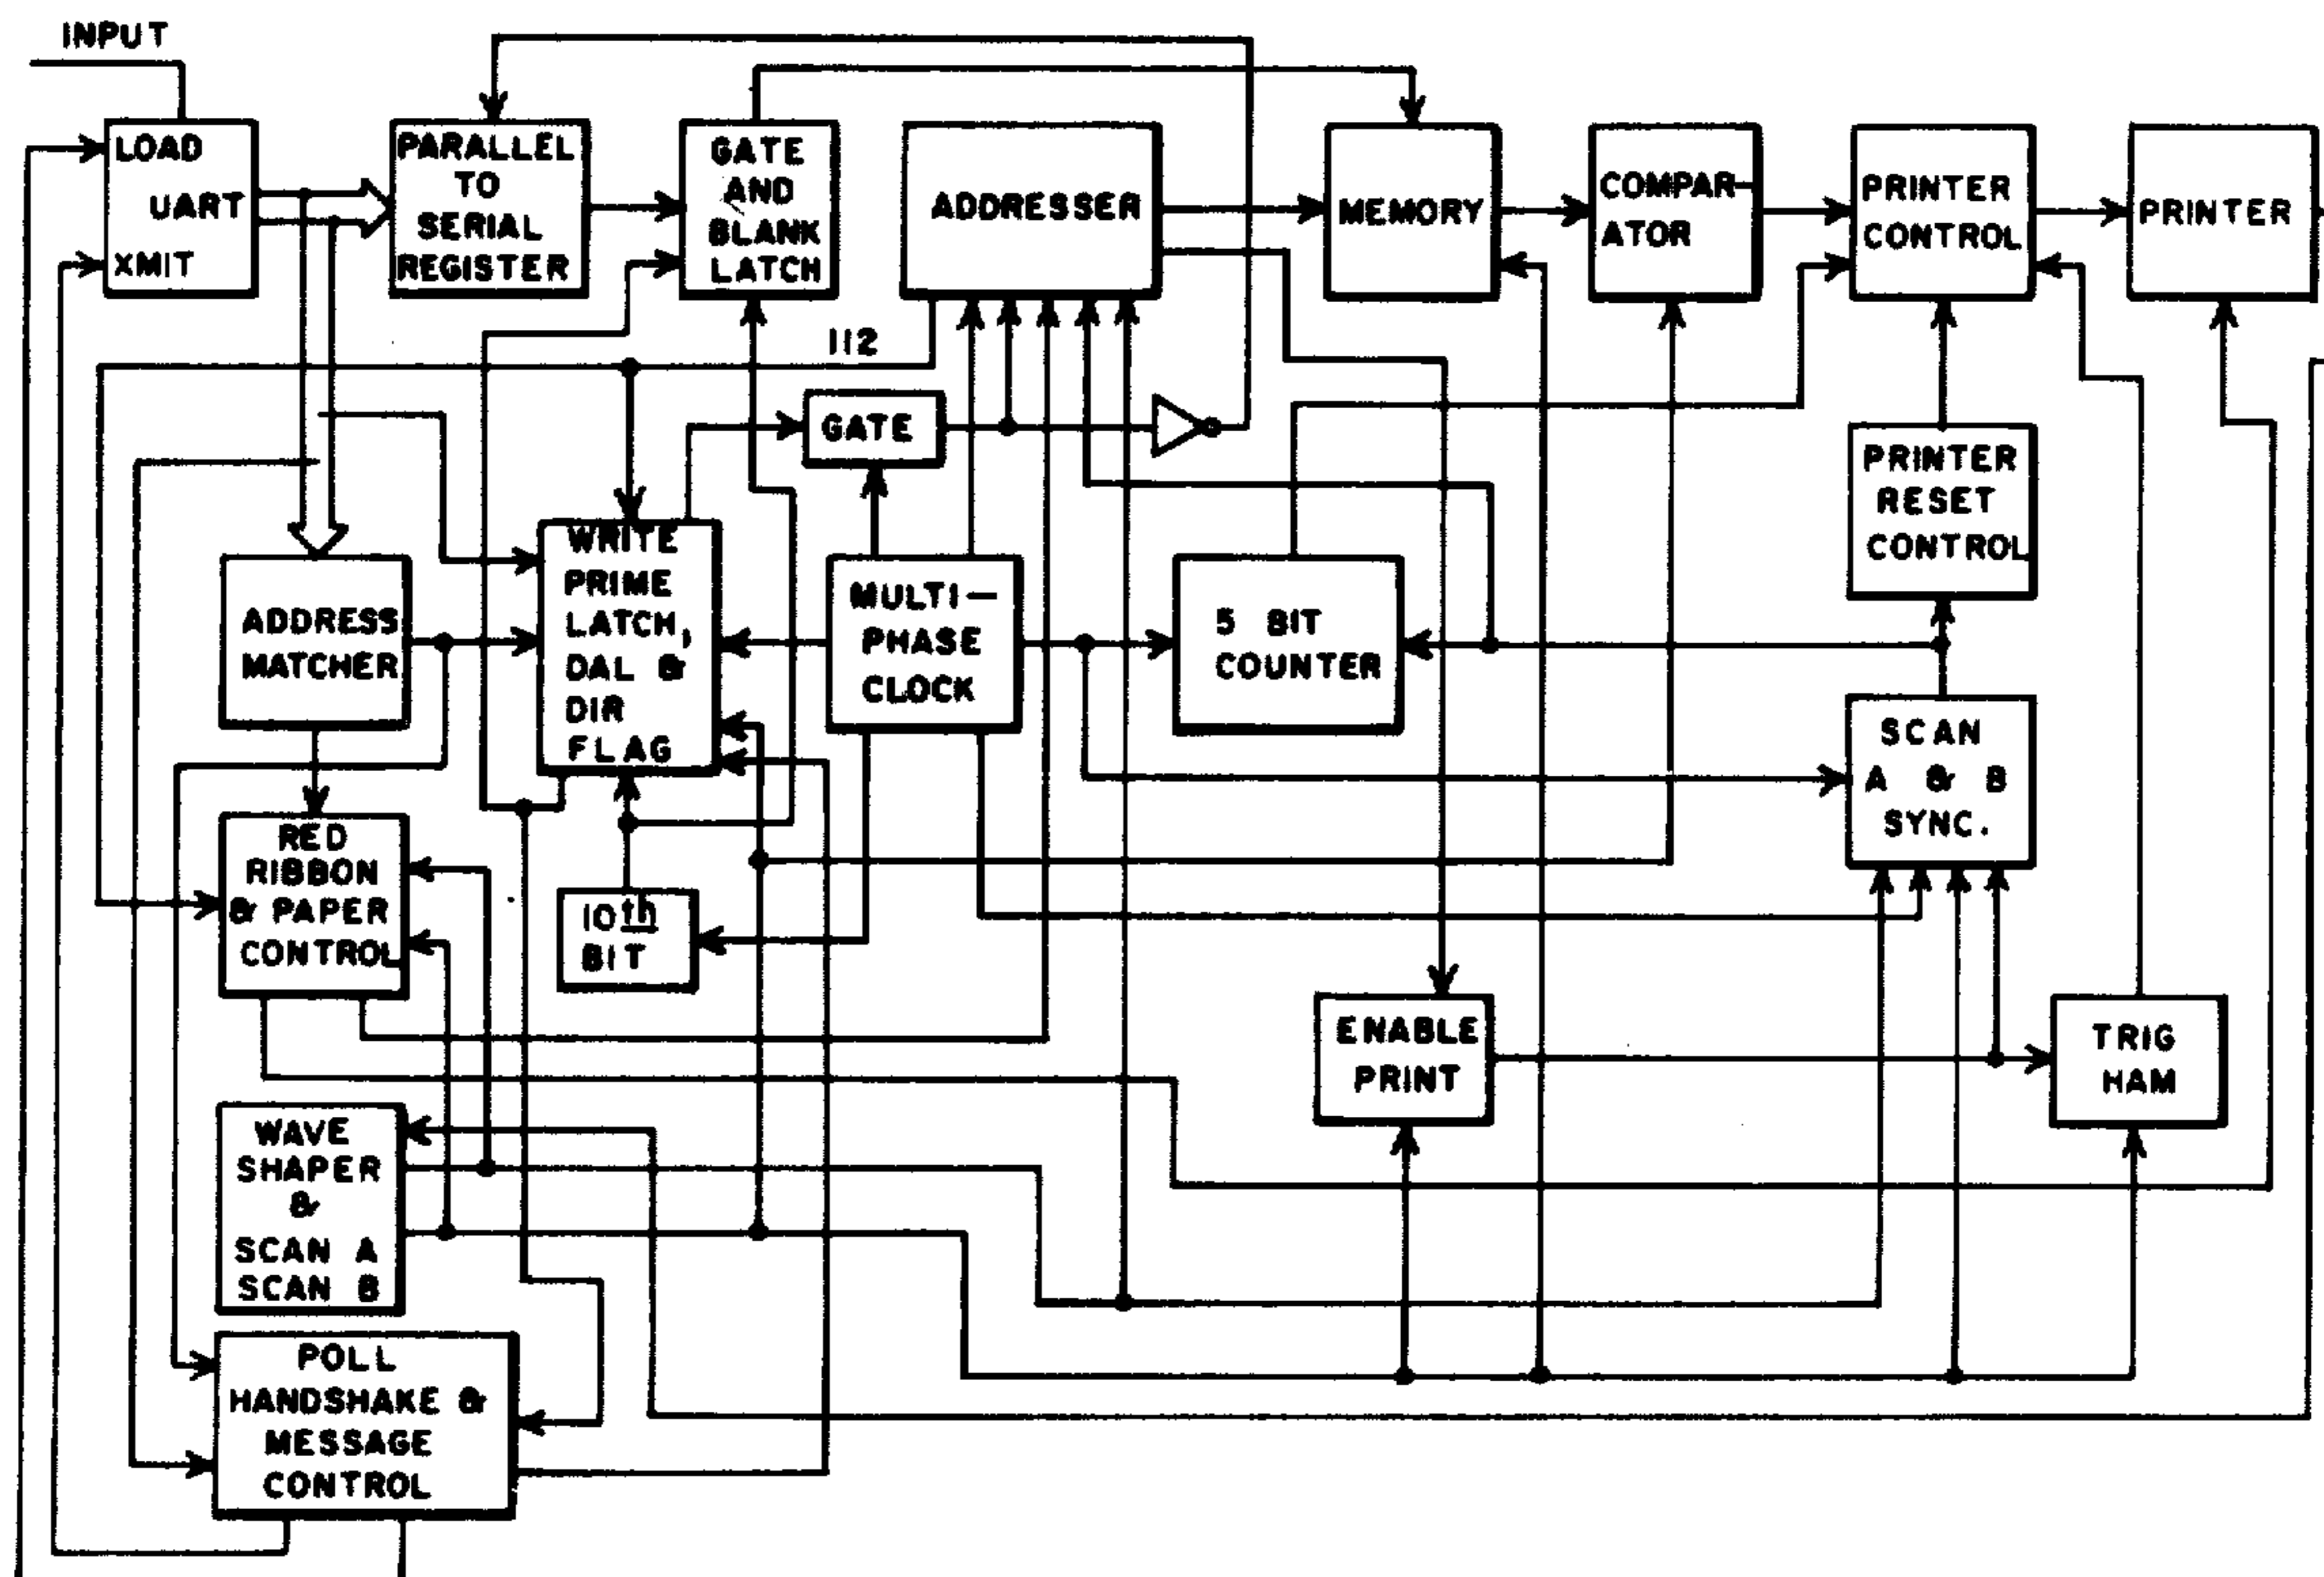 INPUT
LOAD
UART
XMIT
PARALLEL
TO
SERIAL
REGISTER
GATE
AND
BLANK
LATCH
ADDRESSER
MEMORY
COMPAR-
ATOR
PRINTER
CONTROL
PRINTER
112
GATE
PRINTER
RESET
CONTROL
ADDRESS
MATCHER
WRITE
PRIME
LATCH,
DAL &
DIR
FLAG
MULTI-
PHASE
CLOCK
5 BIT
COUNTER
SCAN
A & B
SYNC.
RED
RIBBON
& PAPER
CONTROL
10th
BIT
ENABLE
PRINT
TRIG
HAM
WAVE
SHAPER
&
SCAN A
SCAN B
POLL
HANDSHAKE &
MESSAGE
CONTROL